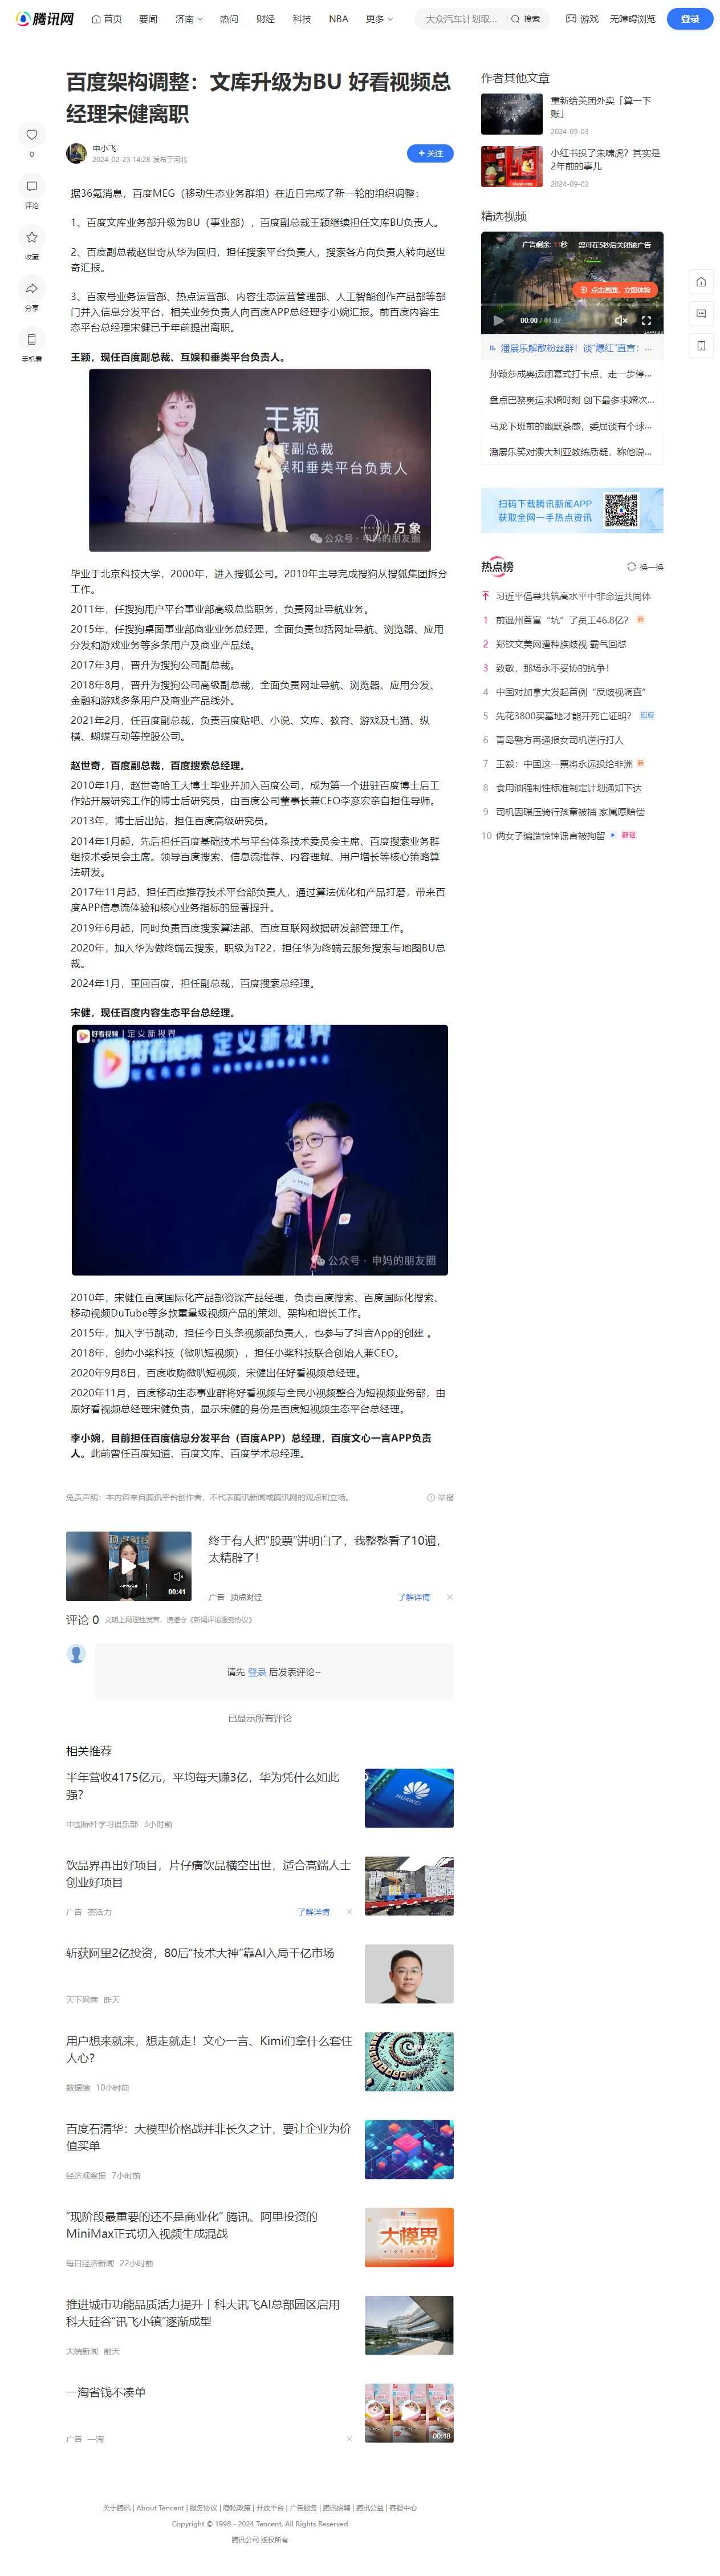 腾讯网
首页
要闻
济南
热问
财经
科技
NBA
更多
大众汽车计划取...
搜索
游戏
无障碍浏览
登录
百度架构调整：文库升级为BU 好看视频总
经理宋健离职
申小飞
2024-02-23 14:28 发布于河北
+ 关注
0
评论
收藏
分享
手机看
据36氪消息，百度MEG（移动生态业务群组）在近日完成了新一轮的组织调整：
1、百度文库业务部升级为BU（事业部），百度副总裁王颖继续担任文库BU负责人。
2、百度副总裁赵世奇从华为回归，担任搜索平台负责人，搜索各方向负责人转向赵世
奇汇报。
3、百家号业务运营部、热点运营部、内容生态运营管理部、人工智能创作产品部等部
门并入信息分发平台，相关业务负责人向百度APP总经理李小婉汇报。前百度内容生
态平台总经理宋健已于年前提出离职。
王颖，现任百度副总裁、互娱和垂类平台负责人。
王颖
度副总裁
娱和垂类平台负责人
万象
公众号 · 申妈的朋友圈
毕业于北京科技大学，2000年，进入搜狐公司。2010年主导完成搜狗从搜狐集团拆分
工作。
2011年，任搜狗用户平台事业部高级总监职务，负责网址导航业务。
2015年，任搜狗桌面事业部商业业务总经理，全面负责包括网址导航、浏览器、应用
分发和游戏业务等多条用户及商业产品线。
2017年3月，晋升为搜狗公司副总裁。
2018年8月，晋升为搜狗公司高级副总裁，全面负责网址导航、浏览器、应用分发、
金融和游戏多条用户及商业产品线外。
2021年2月，任百度副总裁，负责百度贴吧、小说、文库、教育、游戏及七猫、纵
横、蝴蝶互动等控股公司。
赵世奇，百度副总裁，百度搜索总经理。
2010年1月，赵世奇哈工大博士毕业并加入百度公司，成为第一个进驻百度博士后工
作站开展研究工作的博士后研究员，由百度公司董事长兼CEO李彦宏亲自担任导师。
2013年，博士后出站，担任百度高级研究员。
2014年1月起，先后担任百度基础技术与平台体系技术委员会主席、百度搜索业务群
组技术委员会主席。领导百度搜索、信息流推荐、内容理解、用户增长等核心策略算
法研发。
2017年11月起，担任百度推荐技术平台部负责人，通过算法优化和产品打磨，带来百
度APP信息流体验和核心业务指标的显著提升。
2019年6月起，同时负责百度搜索算法部、百度互联网数据研发部管理工作。
2020年，加入华为做终端云搜索，职级为T22，担任华为终端云服务搜索与地图BU总
裁。
2024年1月，重回百度，担任副总裁，百度搜索总经理。
宋健，现任百度内容生态平台总经理。
好看视频 | 定义新视界
好看视频
定义新视界
公众号 · 申妈的朋友圈
2010年，宋健任百度国际化产品部资深产品经理，负责百度搜索、百度国际化搜索、
移动视频DuTube等多款重量级视频产品的策划、架构和增长工作。
2015年，加入字节跳动，担任今日头条视频部负责人，也参与了抖音App的创建 。
2018年，创办小桨科技（微叭短视频），担任小桨科技联合创始人兼CEO。
2020年9月8日，百度收购微叭短视频，宋健出任好看视频总经理。
2020年11月，百度移动生态事业群将好看视频与全民小视频整合为短视频业务部，由
原好看视频总经理宋健负责，显示宋健的身份是百度短视频生态平台总经理。
李小婉，目前担任百度信息分发平台（百度APP）总经理，百度文心一言APP负责
人。此前曾任百度知道、百度文库、百度学术总经理。
免责声明：本内容来自腾讯平台创作者，不代表腾讯新闻或腾讯网的观点和立场。
举报
00:41
终于有人把“股票”讲明白了，我整整看了10遍，
太精辟了！
广告 顶点财经
了解详情
评论 0
文明上网理性发言，请遵守《新闻评论服务协议》
请先 登录 后发表评论~
已显示所有评论
相关推荐
半年营收4175亿元，平均每天赚3亿，华为凭什么如此
强？
中国标杆学习俱乐部 3小时前
HUAWEI
饮品界再出好项目，片仔癀饮品横空出世，适合高端人士
创业好项目
广告 茶活力
了解详情
斩获阿里2亿投资，80后“技术大神”靠AI入局千亿市场
天下网商 昨天
用户想来就来，想走就走！文心一言、Kimi们拿什么套住
人心？
数据猿 10小时前
百度石清华：大模型价格战并非长久之计，要让企业为价
值买单
经济观察报 7小时前
“现阶段最重要的还不是商业化” 腾讯、阿里投资的
MiniMax正式切入视频生成混战
每日经济新闻 22小时前
大模界
推进城市功能品质活力提升丨科大讯飞AI总部园区启用
科大硅谷“讯飞小镇”逐渐成型
大皖新闻 前天
一淘省钱不凑单
广告 一淘
00:48
作者其他文章
重新给美团外卖「算一下
账」
2024-09-03
小红书投了朱啸虎？其实是
2年前的事儿
2024-09-02
精选视频
广告剩余: 11秒
您可在5秒后关闭该广告
点击画面，立即体验
00:00 / 01:07
潘展乐解散粉丝群！谈“爆红”直言：...
孙颖莎成奥运闭幕式打卡点，走一步停...
盘点巴黎奥运求婚时刻 创下最多求婚次...
马龙下班前的幽默茶感，委屈谈有个球...
潘展乐笑对澳大利亚教练质疑，称他说...
扫码下载腾讯新闻APP
获取全网一手热点资讯
热点榜
换一换
习近平倡导共筑高水平中非命运共同体
1 前温州首富“坑”了员工46.8亿？ 新
2 郑钦文美网遭种族歧视 霸气回怼
3 致敬，那场永不妥协的抗争！
4 中国对加拿大发起首例“反歧视调查”
5 先花3800买墓地才能开死亡证明？ 回应
6 青岛警方再通报女司机逆行打人
7 王毅：中国这一票将永远投给非洲 新
8 食用油强制性标准制定计划通知下达
9 司机因碾压骑行孩童被捕 家属愿赔偿
10 俩女子编造惊悚谣言被拘留 辟谣
关于腾讯 | About Tencent | 服务协议 | 隐私政策 | 开放平台 | 广告服务 | 腾讯招聘 | 腾讯公益 | 客服中心
Copyright © 1998 - 2024 Tencent. All Rights Reserved
腾讯公司 版权所有